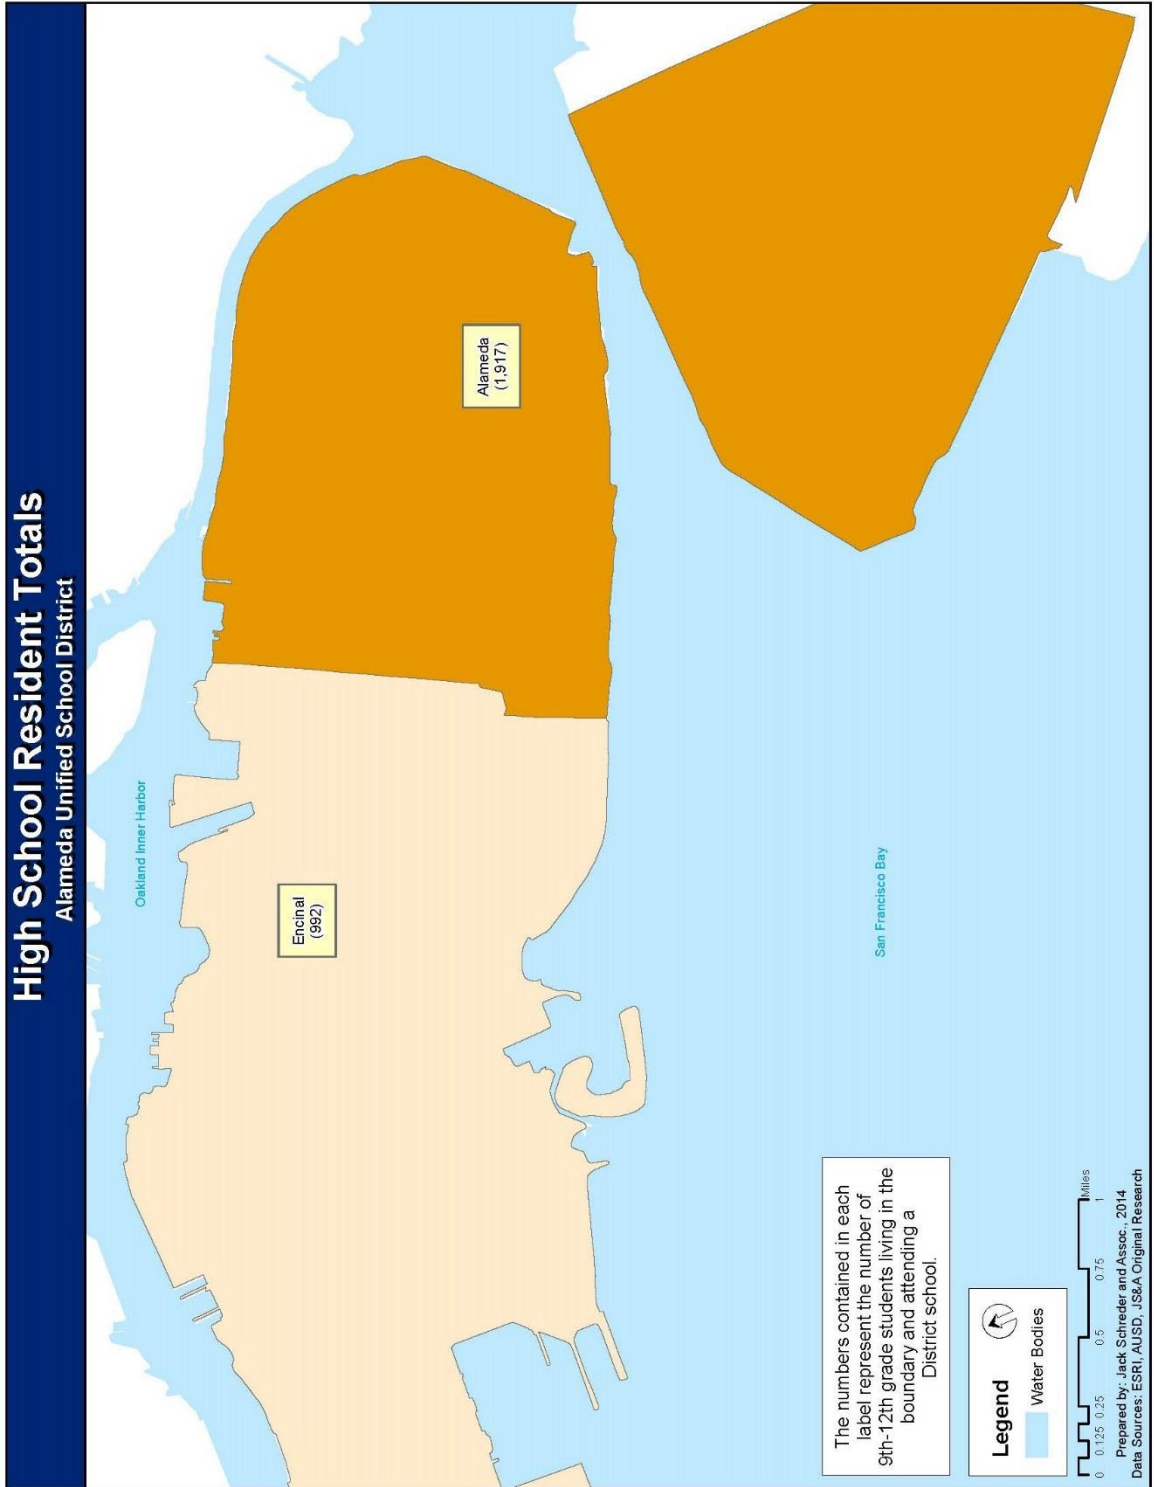 High School Resident Totals
Alameda Unified School District
Oakland Inner Harbor
Alameda
(1,917)
Encinal
(992)
San Francisco Bay
The numbers contained in each
label represent the number of
9th-12th grade students living in the
boundary and attending a
District school.
Legend
Water Bodies
Miles
0 0.125 0.25 0.5 0.75 1
Prepared by: Jack Schreder and Assoc., 2014
Data Sources: ESRI, AUSD, JS&A Original Research